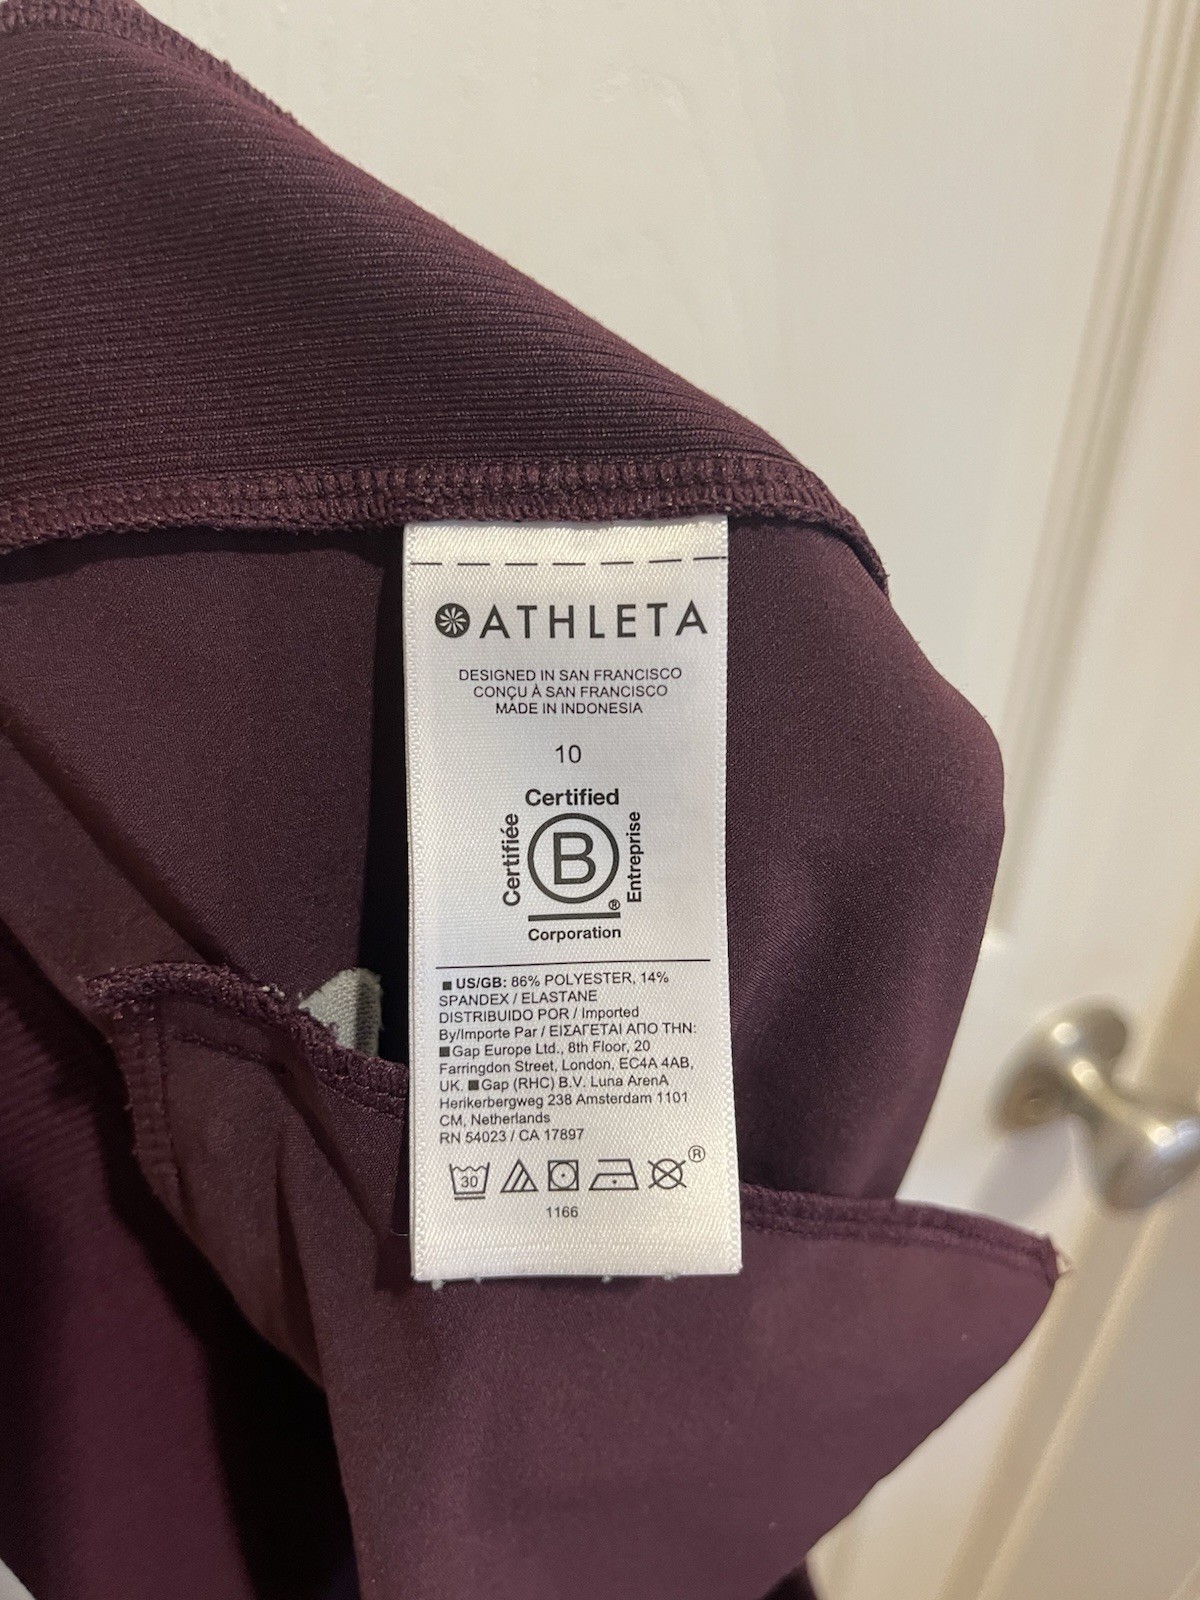 ATHLETA
DESIGNED IN SAN FRANCISCO
CONÇU À SAN FRANCISCO
MADE IN INDONESIA
10
Certified
Certifiée
B
Entreprise
®
Corporation
US/GB: 86% POLYESTER, 14%
SPANDEX / ELASTANE
DISTRIBUIDO POR / Imported
By/Importe Par / ΕΙΣΑΓΕΤΑΙ ΑΠΟ ΤΗΝ:
Gap Europe Ltd., 8th Floor, 20
Farringdon Street, London, EC4A 4AB,
UK. Gap (RHC) B.V. Luna ArenA
Herikerbergweg 238 Amsterdam 1101
CM, Netherlands
RN 54023 / CA 17897
30 ®
1166